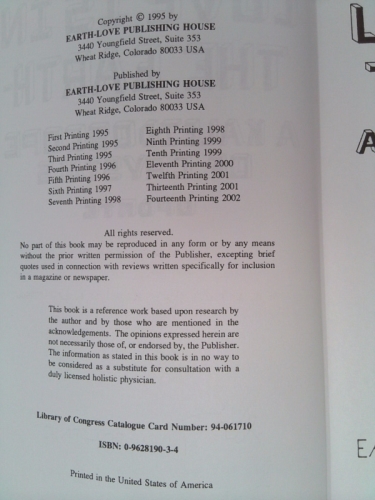 Copyright © 1995 by
EARTH-LOVE PUBLISHING HOUSE
3440 Youngfield Street, Suite 353
Wheat Ridge, Colorado 80033 USA
Published by
EARTH-LOVE PUBLISHING HOUSE
3440 Youngfield Street, Suite 353
Wheat Ridge, Colorado 80033 USA
First Printing 1995
Second Printing 1995
Third Printing 1995
Fourth Printing 1996
Fifth Printing 1996
Sixth Printing 1997
Seventh Printing 1998
Eighth Printing 1998
Ninth Printing 1999
Tenth Printing 1999
Eleventh Printing 2000
Twelfth Printing 2001
Thirteenth Printing 2001
Fourteenth Printing 2002
All rights reserved.
No part of this book may be reproduced in any form or by any means
without the prior written permission of the Publisher, excepting brief
quotes used in connection with reviews written specifically for inclusion
in a magazine or newspaper.
This book is a reference work based upon research by
the author and by those who are mentioned in the
acknowledgements. The opinions expressed herein are
not necessarily those of, or endorsed by, the Publisher.
The information as stated in this book is in no way to
be considered as a substitute for consultation with a
duly licensed holistic physician.
Library of Congress Catalogue Card Number: 94-061710
ISBN: 0-9628190-3-4
Printed in the United States of America
L
A
EA